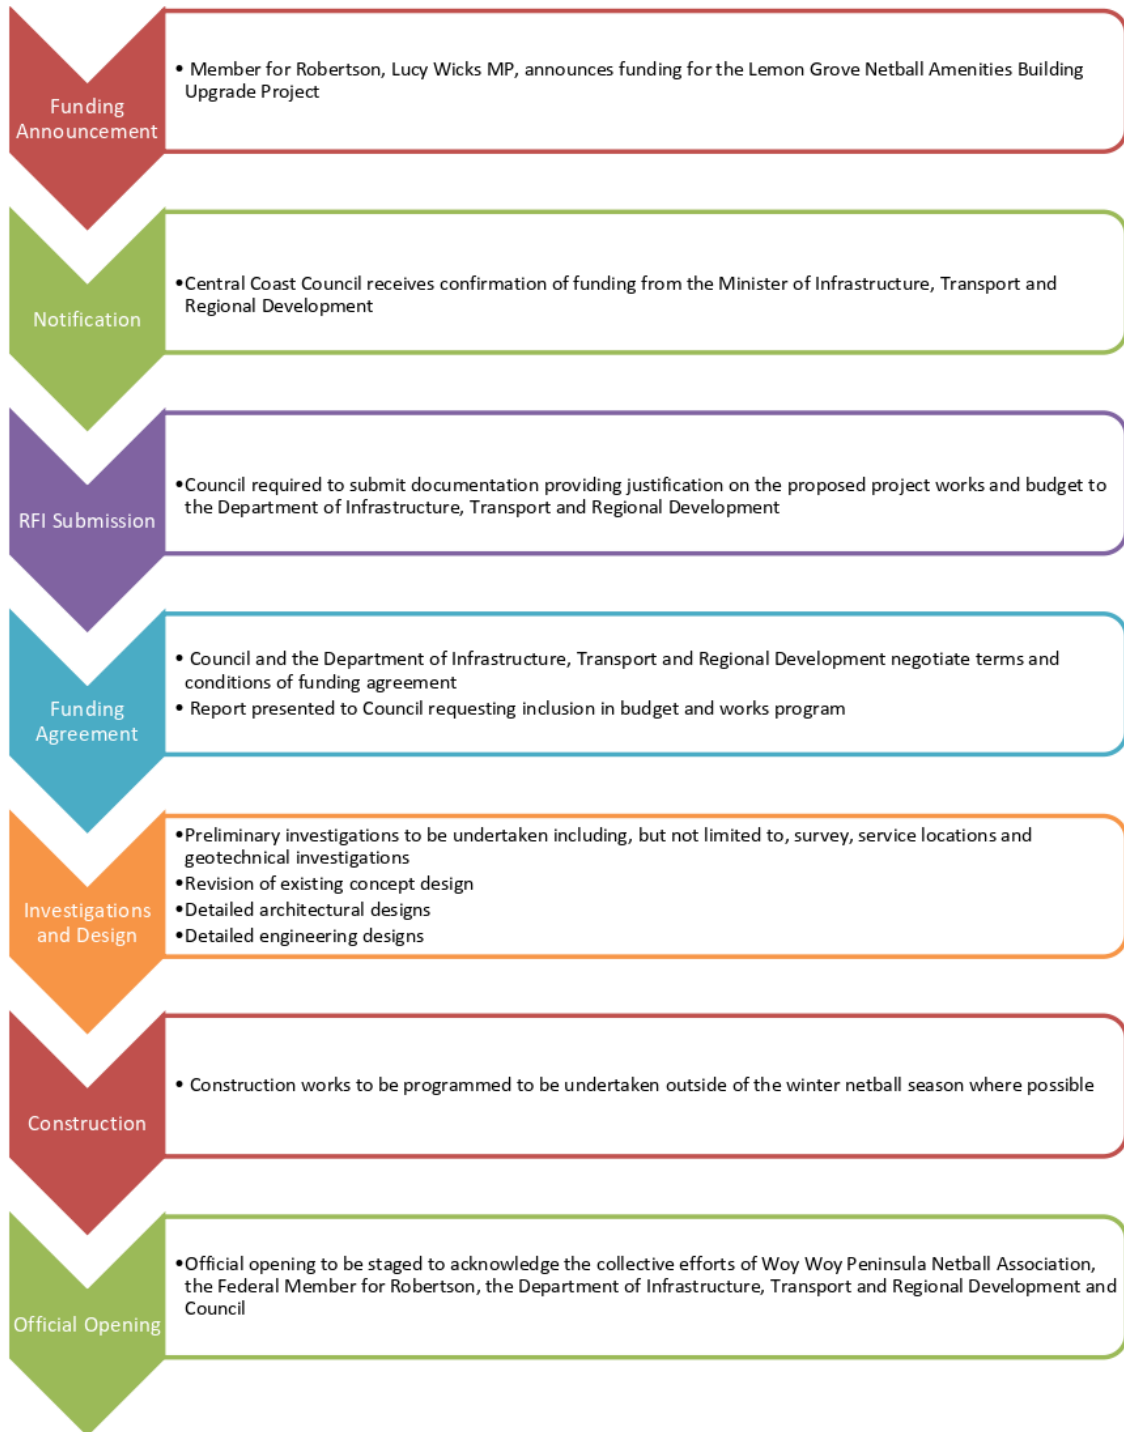 Funding
Announcement
• Member for Robertson, Lucy Wicks MP, announces funding for the Lemon Grove Netball Amenities Building
Upgrade Project
Notification
•Central Coast Council receives confirmation of funding from the Minister of Infrastructure, Transport and
Regional Development
RFI Submission
•Council required to submit documentation providing justification on the proposed project works and budget to
the Department of Infrastructure, Transport and Regional Development
Funding
Agreement
• Council and the Department of Infrastructure, Transport and Regional Development negotiate terms and
conditions of funding agreement
• Report presented to Council requesting inclusion in budget and works program
Investigations
and Design
•Preliminary investigations to be undertaken including, but not limited to, survey, service locations and
geotechnical investigations
•Revision of existing concept design
•Detailed architectural designs
•Detailed engineering designs
Construction
• Construction works to be programmed to be undertaken outside of the winter netball season where possible
Official Opening
•Official opening to be staged to acknowledge the collective efforts of Woy Woy Peninsula Netball Association,
the Federal Member for Robertson, the Department of Infrastructure, Transport and Regional Development and
Council